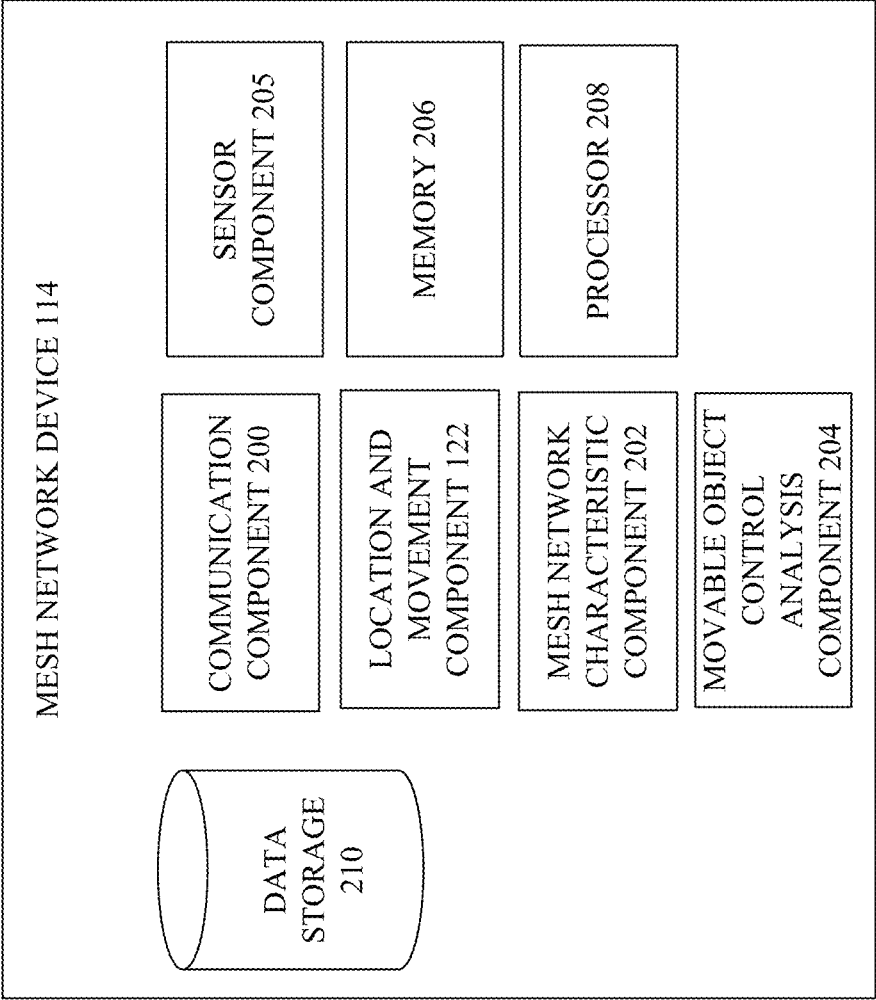 MESH NETWORK DEVICE 114
DATA
STORAGE
210
COMMUNICATION
COMPONENT 200
LOCATION AND
MOVEMENT
COMPONENT 122
MESH NETWORK
CHARACTERISTIC
COMPONENT 202
MOVABLE OBJECT
CONTROL
ANALYSIS
COMPONENT 204
SENSOR
COMPONENT 205
MEMORY 206
PROCESSOR 208